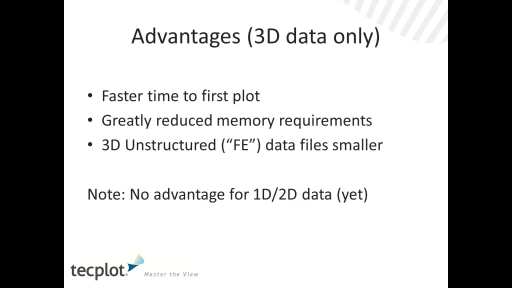 Advantages (3D data only)
• Faster time to first plot
• Greatly reduced memory requirements
• 3D Unstructured (“FE”) data files smaller
Note: No advantage for 1D/2D data (yet)
tecplot. Master the View